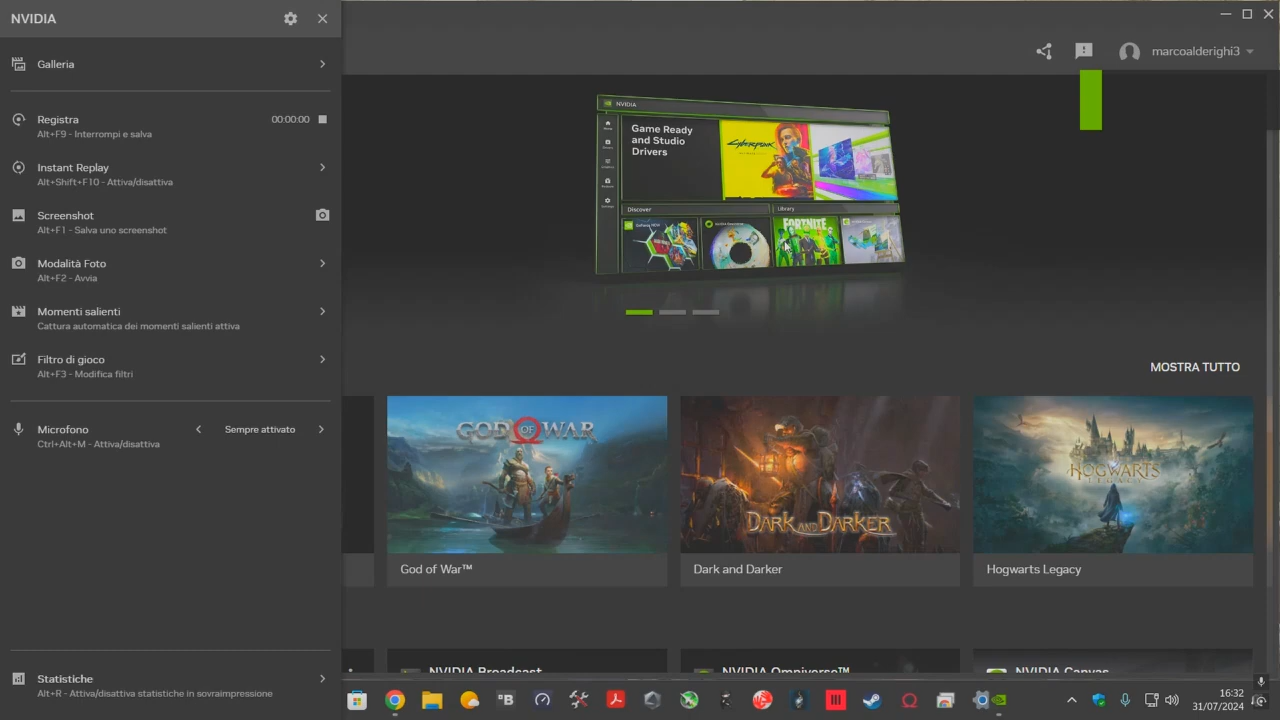 NVIDIA
Galleria
Registra
00:00:00
Alt+F9 - Interrompi e salva
Instant Replay
Alt+Shift+F10 - Attiva/disattiva
Screenshot
Alt+F1 - Salva uno screenshot
Modalità Foto
Alt+F2 - Avvia
Momenti salienti
Cattura automatica dei momenti salienti attiva
Filtro di gioco
Alt+F3 - Modifica filtri
Microfono
Sempre attivato
Ctrl+Alt+M - Attiva/disattiva
Statistiche
Alt+R - Attiva/disattiva statistiche in sovraimpressione
marcoalderighi3
NVIDIA
Game Ready
and Studio
Drivers
CYBERPUNK
Discover
Library
FORTNITE
MOSTRA TUTTO
GOD OF WAR
DARK AND DARKER
HOGWARTS
LEGACY
God of War™
Dark and Darker
Hogwarts Legacy
NVIDIA Broadcast
NVIDIA Omniverse™
NVIDIA Canvas
16:32
31/07/2024